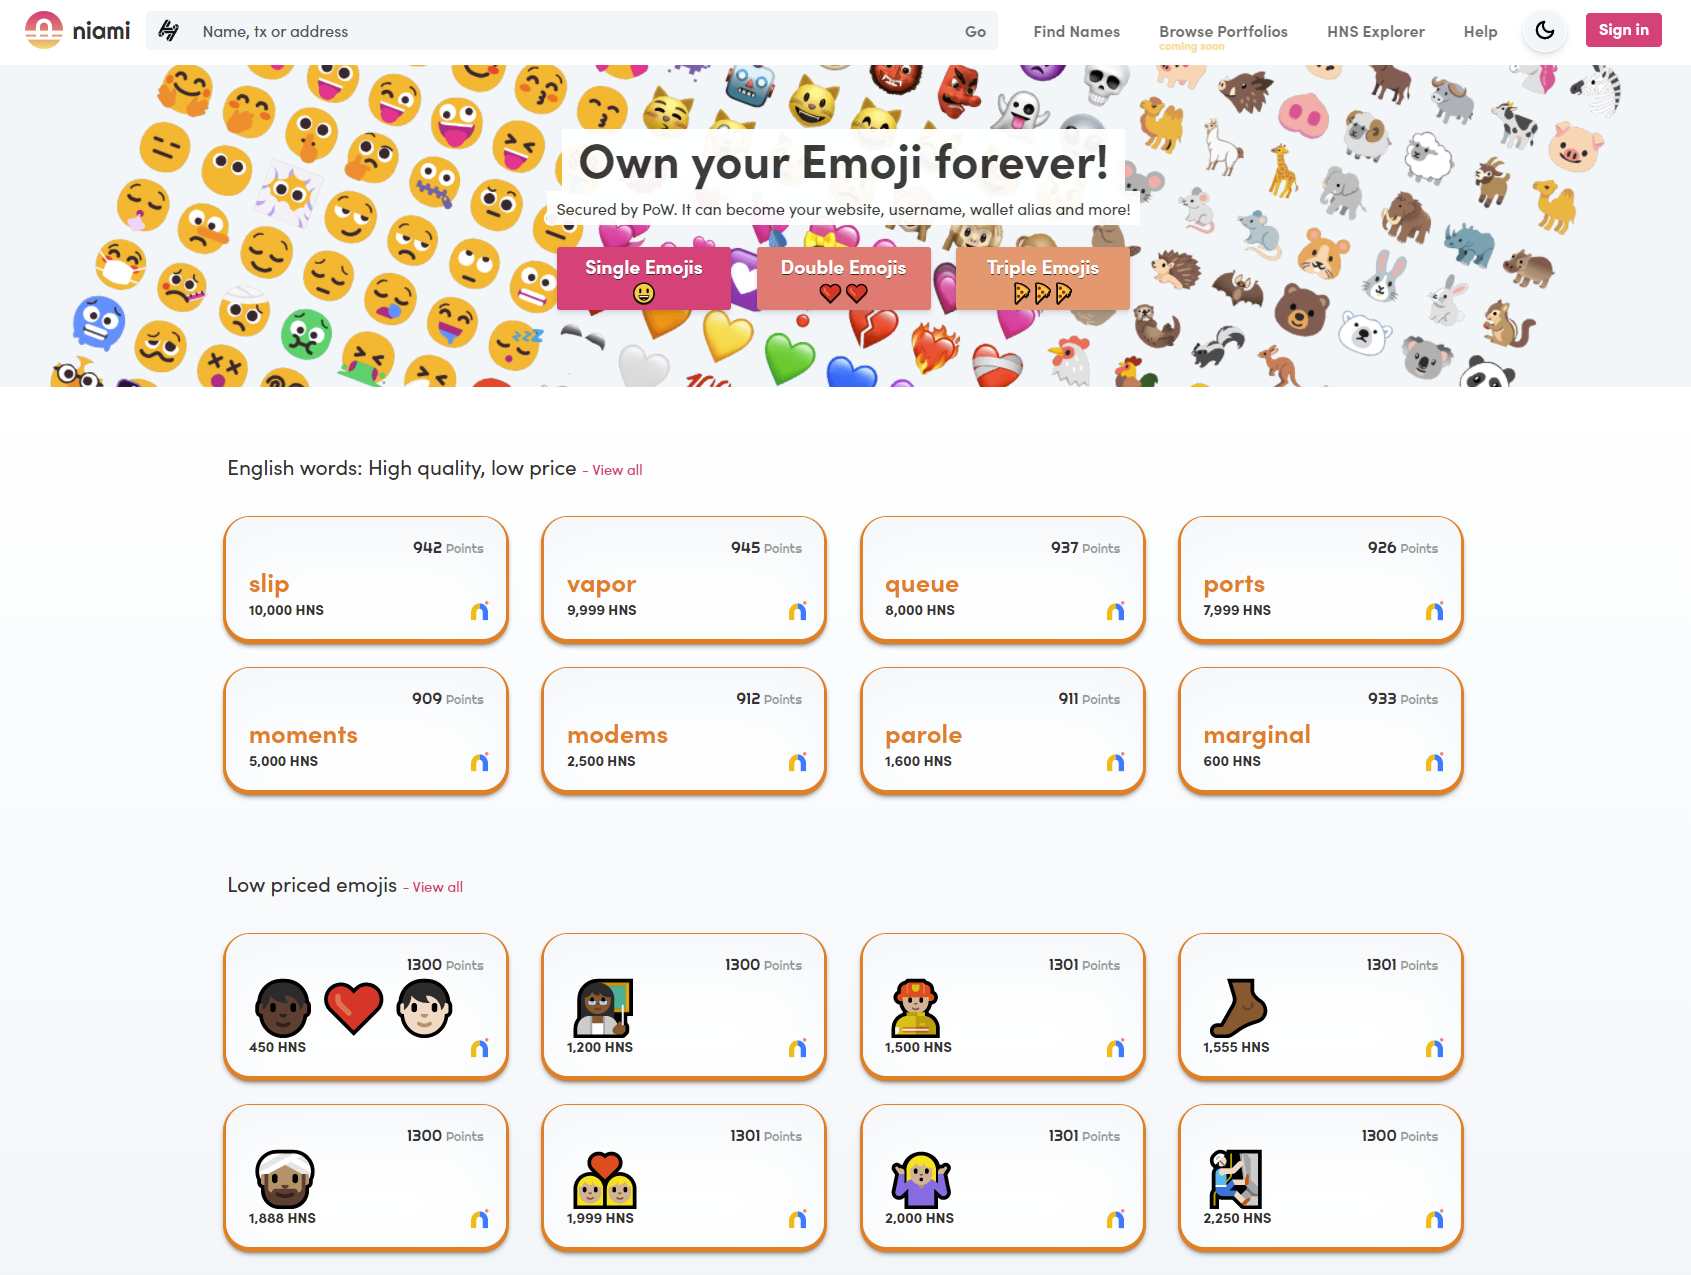 niami
Name, tx or address
Go
Find Names
Browse Portfolios
coming soon
HNS Explorer
Help
Sign in
Own your Emoji forever!
Secured by PoW. It can become your website, username, wallet alias and more!
Single Emojis
Double Emojis
Triple Emojis
English words: High quality, low price - View all
942 Points
slip
10,000 HNS
945 Points
vapor
9,999 HNS
937 Points
queue
8,000 HNS
926 Points
ports
7,999 HNS
909 Points
moments
5,000 HNS
912 Points
modems
2,500 HNS
911 Points
parole
1,600 HNS
933 Points
marginal
600 HNS
Low priced emojis - View all
1300 Points
450 HNS
1300 Points
1,200 HNS
1301 Points
1,500 HNS
1301 Points
1,555 HNS
1300 Points
1,888 HNS
1301 Points
1,999 HNS
1301 Points
2,000 HNS
1300 Points
2,250 HNS